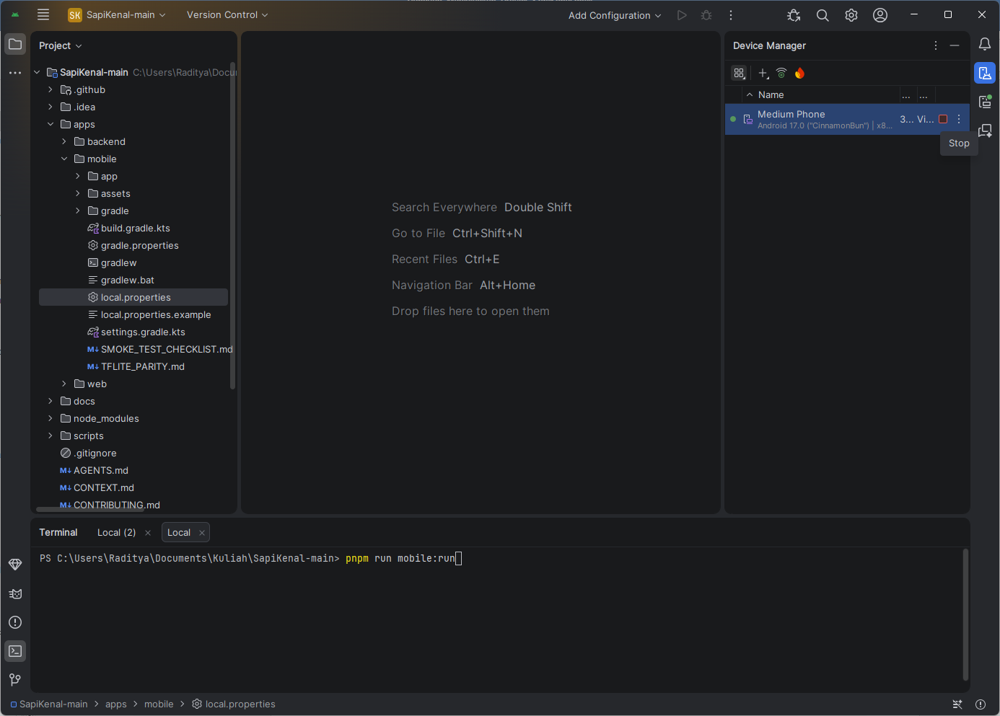 SK SapiKenal-main Version Control Add Configuration
Project
SapiKenal-main C:\Users\Raditya\Docu
.github
.idea
apps
backend
mobile
app
assets
gradle
build.gradle.kts
gradle.properties
gradlew
gradlew.bat
local.properties
local.properties.example
settings.gradle.kts
M↓ SMOKE_TEST_CHECKLIST.md
M↓ TFLITE_PARITY.md
web
docs
node_modules
scripts
.gitignore
M↓ AGENTS.md
M↓ CONTEXT.md
M↓ CONTRIBUTING.md
Search Everywhere Double Shift
Go to File Ctrl+Shift+N
Recent Files Ctrl+E
Navigation Bar Alt+Home
Drop files here to open them
Device Manager
Name ... ...
Medium Phone 3... Vi...
Android 17.0 ("CinnamonBun") | x8...
Stop
Terminal Local (2) Local
PS C:\Users\Raditya\Documents\Kuliah\SapiKenal-main> pnpm run mobile:run
SapiKenal-main > apps > mobile > local.properties